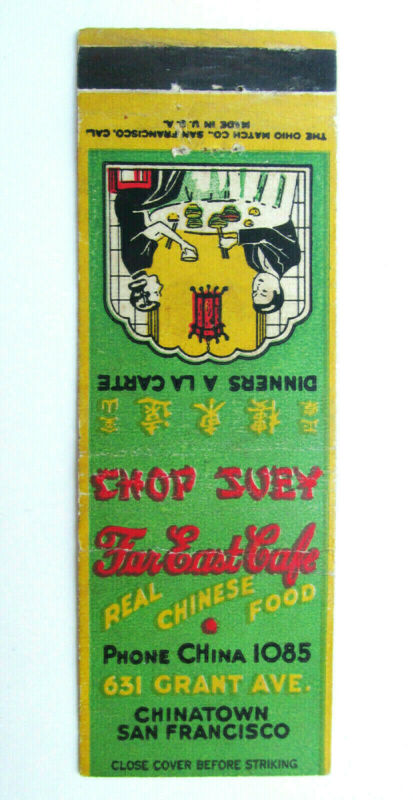 THE OHIO MATCH CO., SAN FRANCISCO, CAL.
MADE IN U.S.A.
DINNERS A LA CARTE
遠東樓
CHOP SUEY
Far East Cafe
REAL CHINESE FOOD
PHONE CHINA 1085
631 GRANT AVE.
CHINATOWN
SAN FRANCISCO
CLOSE COVER BEFORE STRIKING